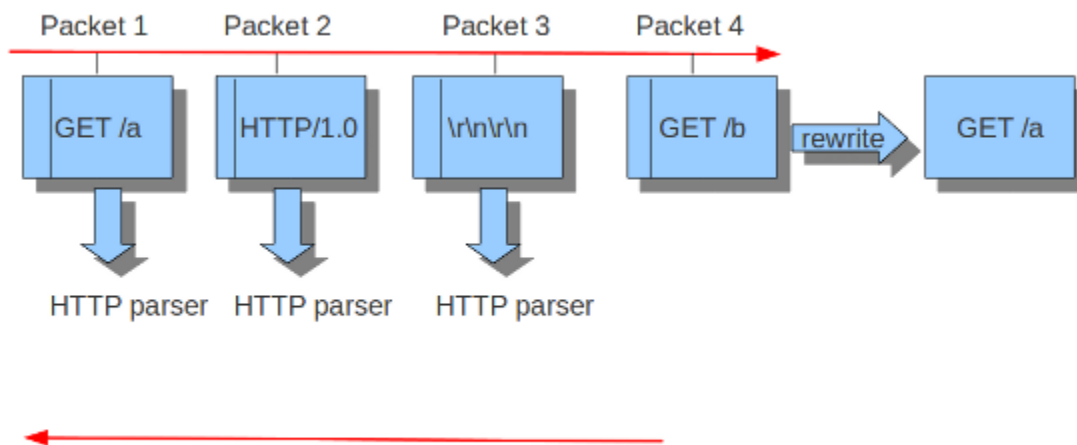 Packet 1
Packet 2
Packet 3
Packet 4
GET /a
HTTP/1.0
\r\n\r\n
GET /b
rewrite
GET /a
HTTP parser
HTTP parser
HTTP parser